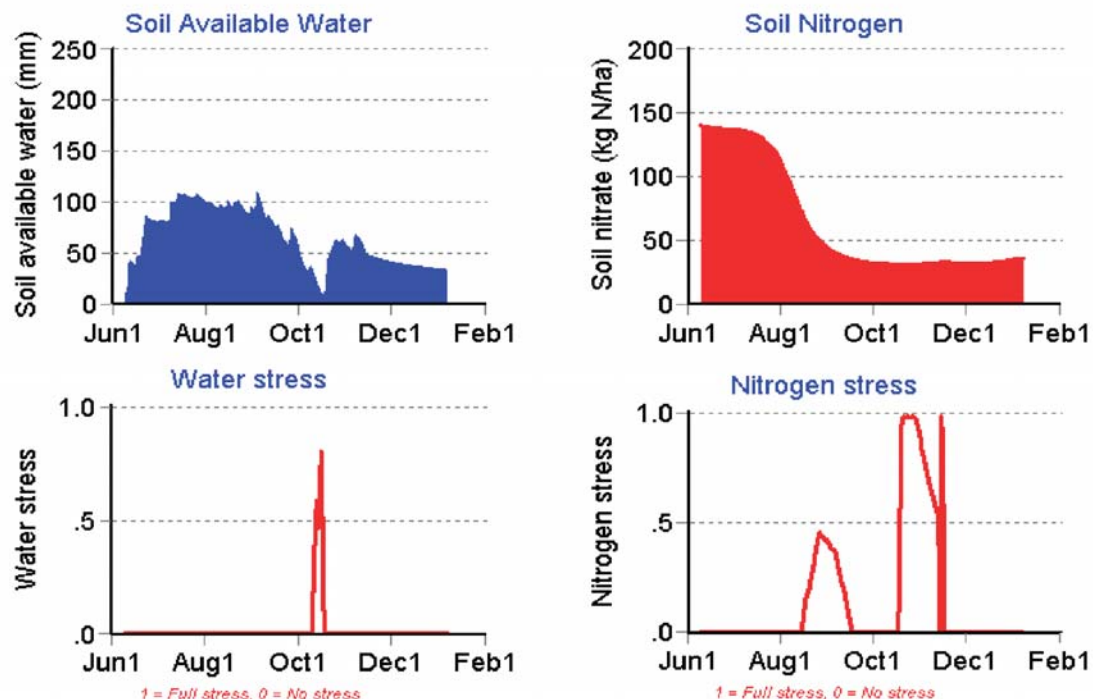 Soil Available Water
Soil available water (mm)
250
200
150
100
50
0
Jun1 Aug1 Oct1 Dec1 Feb1
Soil Nitrogen
Soil nitrate (kg N/ha)
200
150
100
50
0
Jun1 Aug1 Oct1 Dec1 Feb1
Water stress
Water stress
1.0
.5
.0
Jun1 Aug1 Oct1 Dec1 Feb1
1 = Full stress, 0 = No stress
Nitrogen stress
Nitrogen stress
1.0
.5
.0
Jun1 Aug1 Oct1 Dec1 Feb1
1 = Full stress, 0 = No stress